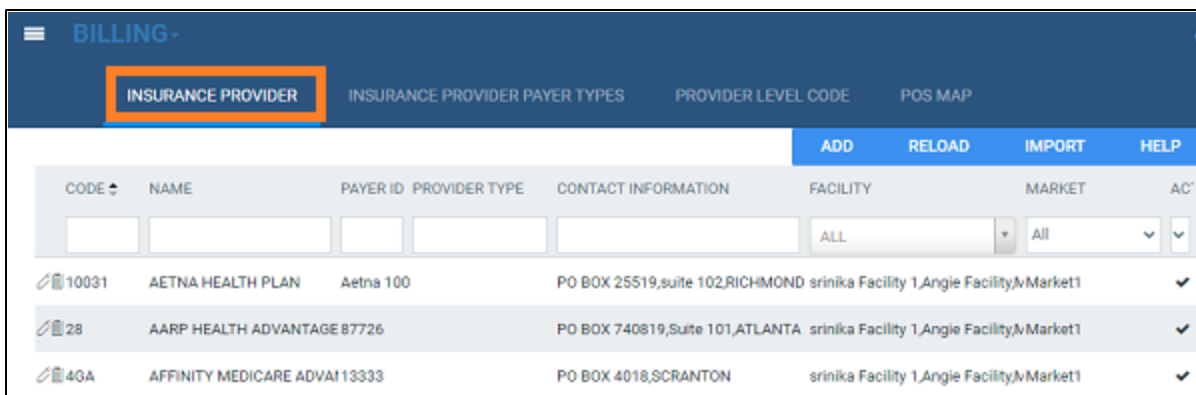 BILLING
INSURANCE PROVIDER INSURANCE PROVIDER PAYER TYPES PROVIDER LEVEL CODE POS MAP
ADD RELOAD IMPORT HELP
CODE NAME PAYER ID PROVIDER TYPE CONTACT INFORMATION FACILITY MARKET
ALL All
10031 AETNA HEALTH PLAN Aetna 100 PO BOX 25519,suite 102,RICHMOND srinika Facility 1,Angie Facility, Market1
28 AARP HEALTH ADVANTAGE 87726 PO BOX 740819,Suite 101,ATLANTA srinika Facility 1,Angie Facility, Market1
4GA AFFINITY MEDICARE 13333 PO BOX 4018,SCRANTON srinika Facility 1,Angie Facility, Market1